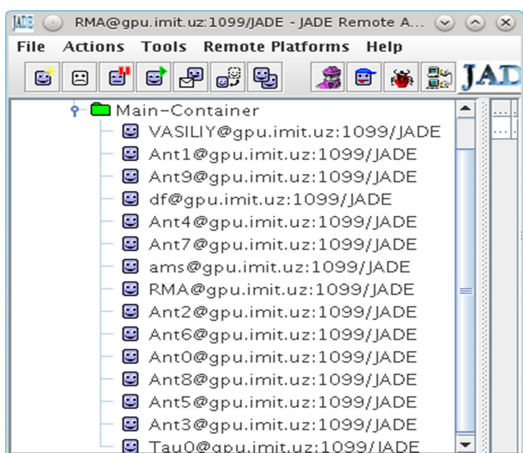 JADE RMA@gpu.imit.uz:1099/JADE - JADE Remote A...
File Actions Tools Remote Platforms Help
JAD
Main-Container
VASILIY@gpu.imit.uz:1099/JADE
Ant1@gpu.imit.uz:1099/JADE
Ant9@gpu.imit.uz:1099/JADE
df@gpu.imit.uz:1099/JADE
Ant4@gpu.imit.uz:1099/JADE
Ant7@gpu.imit.uz:1099/JADE
ams@gpu.imit.uz:1099/JADE
RMA@gpu.imit.uz:1099/JADE
Ant2@gpu.imit.uz:1099/JADE
Ant6@gpu.imit.uz:1099/JADE
Ant0@gpu.imit.uz:1099/JADE
Ant8@gpu.imit.uz:1099/JADE
Ant5@gpu.imit.uz:1099/JADE
Ant3@gpu.imit.uz:1099/JADE
Tau0@gpu.imit.uz:1099/JADE